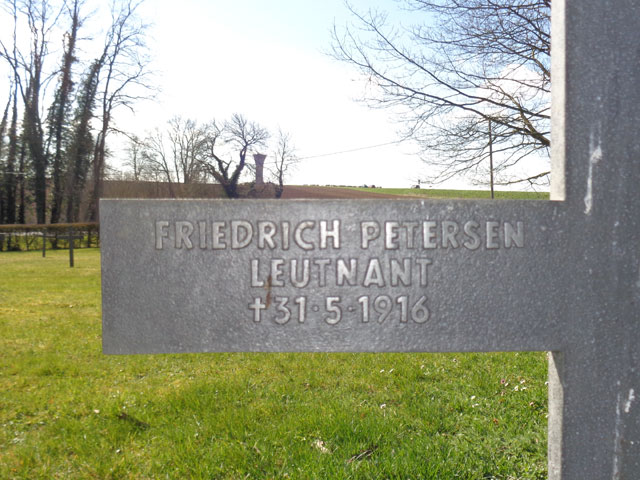 FRIEDRICH PETERSEN
LEUTNANT
†31·5·1916